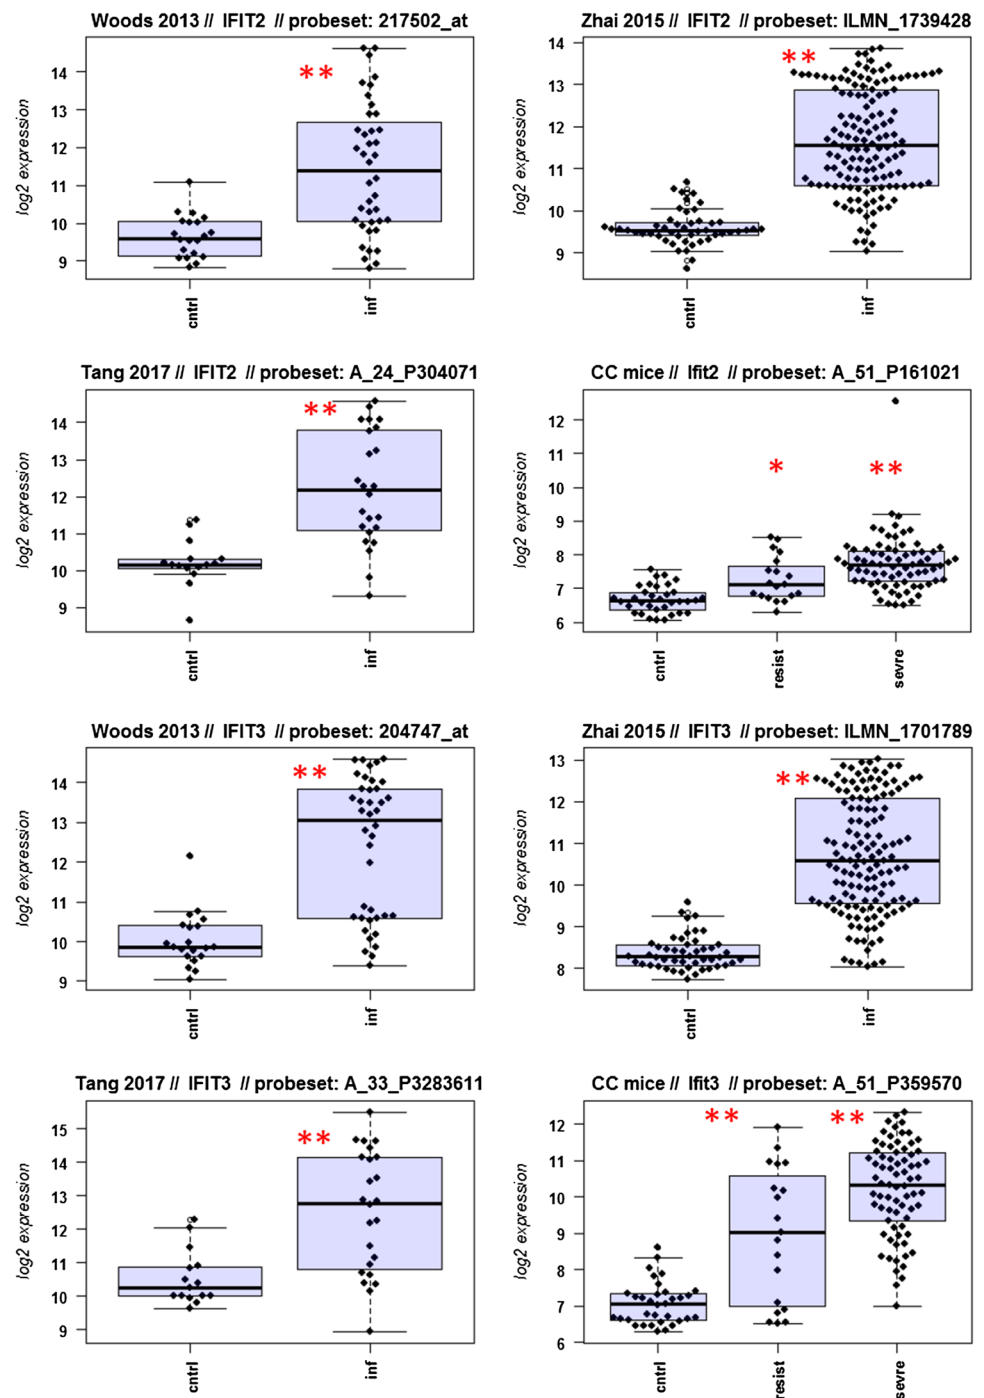 Woods 2013 // IFIT2 // probeset: 217502_at
log2 expression
14
13
12
11
10
9
**
cntrl
inf
Zhai 2015 // IFIT2 // probeset: ILMN_1739428
log2 expression
14
13
12
11
10
9
**
cntrl
inf
Tang 2017 // IFIT2 // probeset: A_24_P304071
log2 expression
14
13
12
11
10
9
**
cntrl
inf
CC mice // Ifit2 // probeset: A_51_P161021
log2 expression
12
11
10
9
8
7
6
*
**
cntrl
resist
sevre
Woods 2013 // IFIT3 // probeset: 204747_at
log2 expression
14
13
12
11
10
9
**
cntrl
inf
Zhai 2015 // IFIT3 // probeset: ILMN_1701789
log2 expression
13
12
11
10
9
8
**
cntrl
inf
Tang 2017 // IFIT3 // probeset: A_33_P3283611
log2 expression
15
14
13
12
11
10
9
**
cntrl
inf
CC mice // Ifit3 // probeset: A_51_P359570
log2 expression
12
11
10
9
8
7
6
**
**
cntrl
resist
sevre